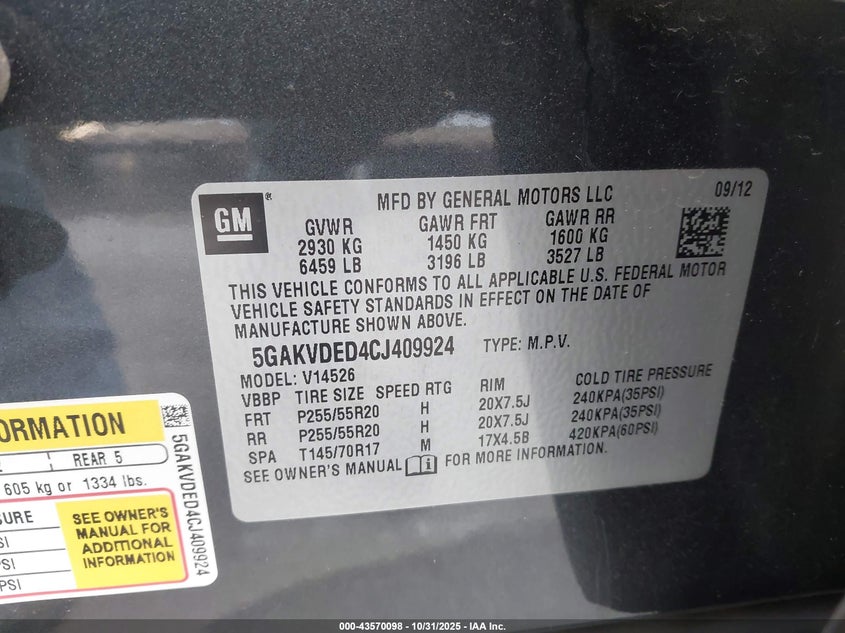 GM
®
MFD BY GENERAL MOTORS LLC 09/12
GVWR GAWR FRT GAWR RR
2930 KG 1450 KG 1600 KG
6459 LB 3196 LB 3527 LB
THIS VEHICLE CONFORMS TO ALL APPLICABLE U.S. FEDERAL MOTOR
VEHICLE SAFETY STANDARDS IN EFFECT ON THE DATE OF
MANUFACTURE SHOWN ABOVE.
5GAKVDED4CJ409924 TYPE: M.P.V.
MODEL: V14526
VBBP TIRE SIZE SPEED RTG RIM COLD TIRE PRESSURE
FRT P255/55R20 H 20X7.5J 240KPA(35PSI)
RR P255/55R20 H 20X7.5J 240KPA(35PSI)
SPA T145/70R17 M 17X4.5B 420KPA(60PSI)
SEE OWNER'S MANUAL FOR MORE INFORMATION.
ORMATION
REAR 5
605 kg or 1334 lbs.
SURE
SI
PSI
PSI
SEE OWNER'S
MANUAL FOR
ADDITIONAL
INFORMATION
5GAKVDED4CJ409924
000-43570098 - 10/31/2025 - IAA Inc.